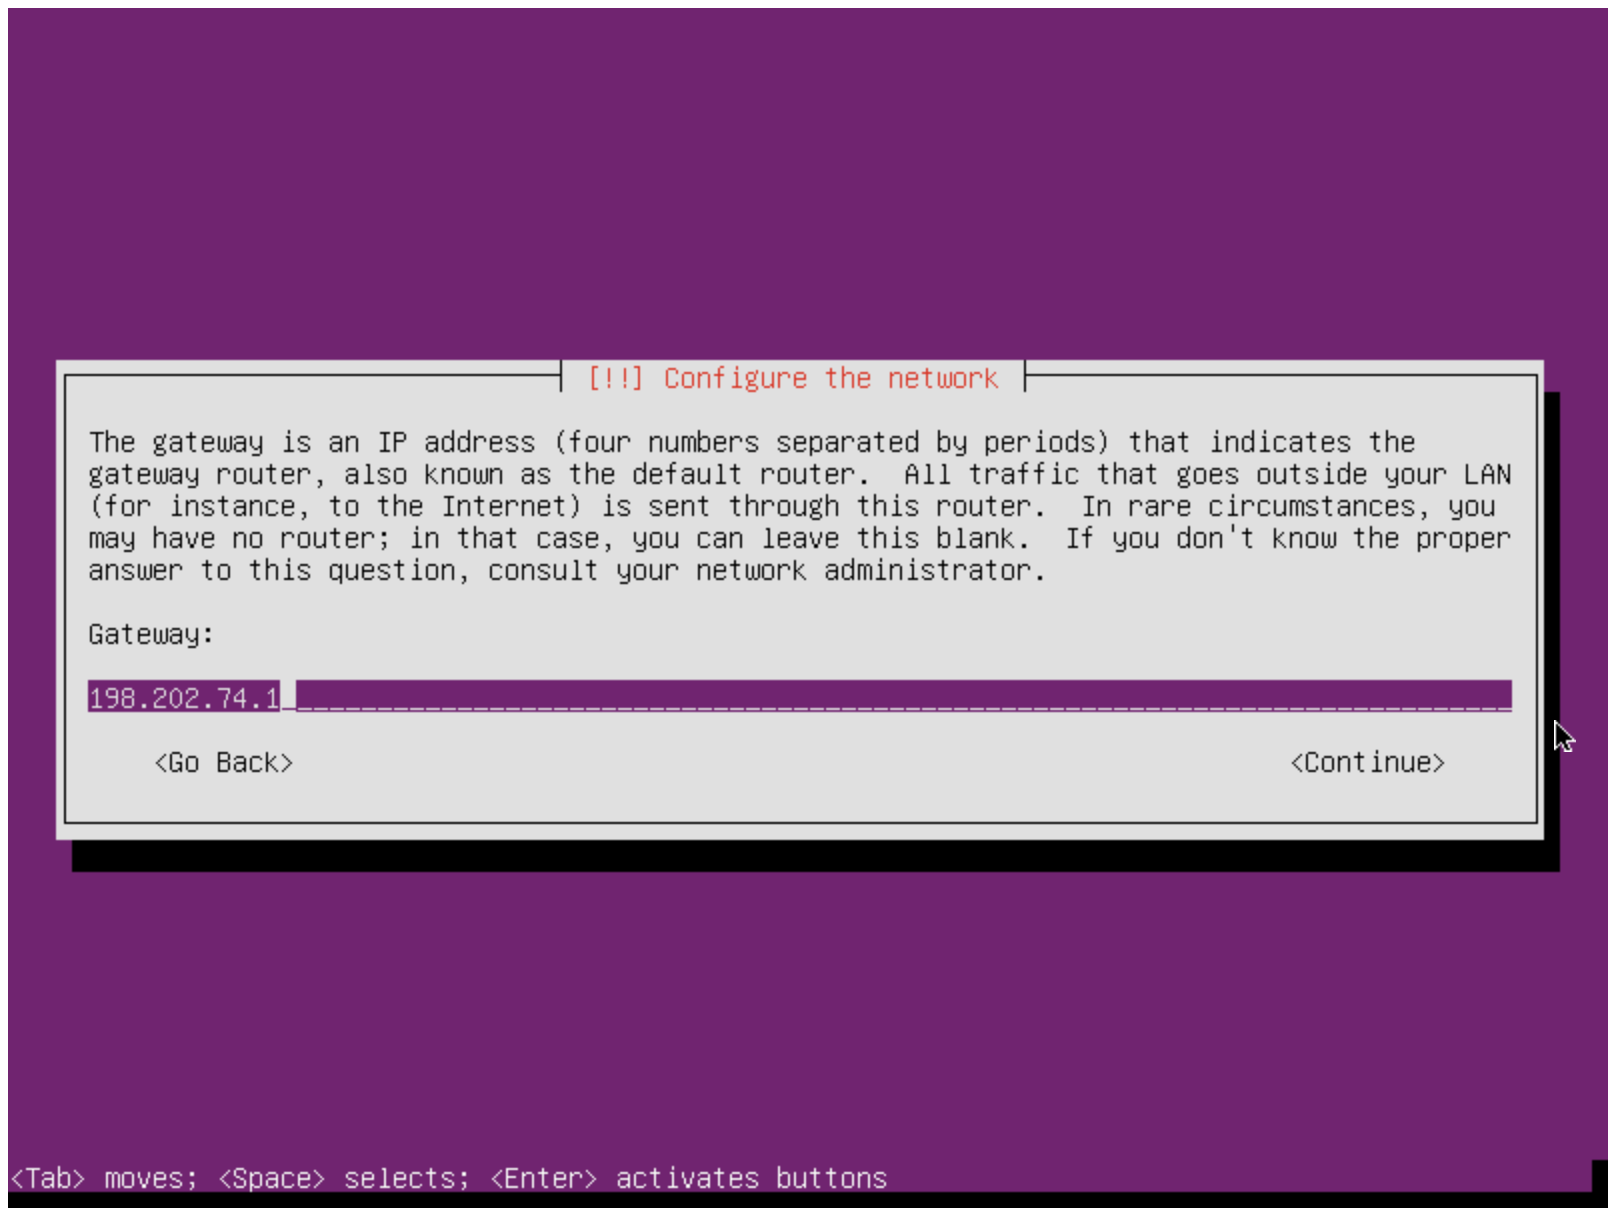 [!!] Configure the network
The gateway is an IP address (four numbers separated by periods) that indicates the
gateway router, also known as the default router.  All traffic that goes outside your LAN
(for instance, to the Internet) is sent through this router.  In rare circumstances, you
may have no router; in that case, you can leave this blank.  If you don't know the proper
answer to this question, consult your network administrator.
Gateway:
198.202.74.1
<Go Back> <Continue>
<Tab> moves; <Space> selects; <Enter> activates buttons